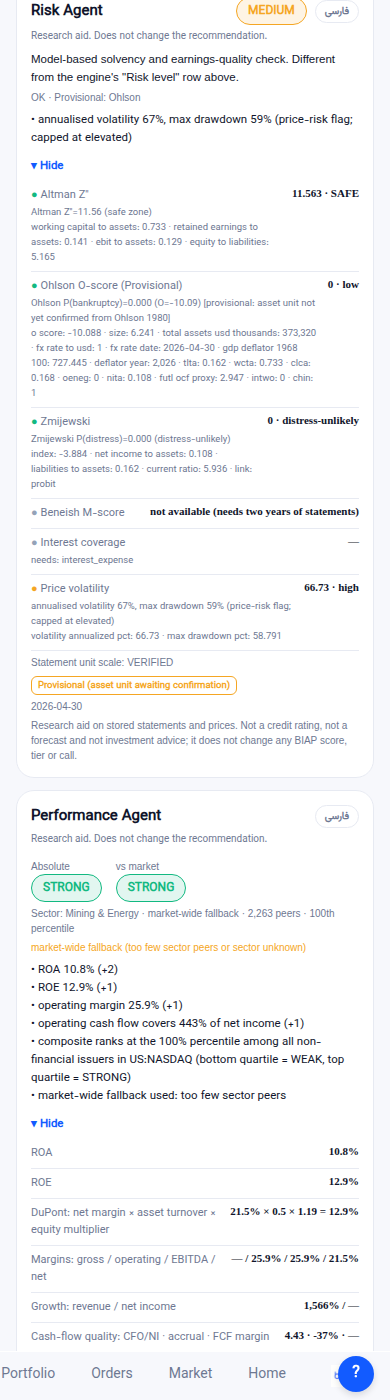 Risk Agent
MEDIUM
فارسی
Research aid. Does not change the recommendation.
Model-based solvency and earnings-quality check. Different
from the engine's "Risk level" row above.
OK · Provisional: Ohlson
• annualised volatility 67%, max drawdown 59% (price-risk flag;
capped at elevated)
▾ Hide
● Altman Z" 11.563 · SAFE
Altman Z"=11.56 (safe zone)
working capital to assets: 0.733 · retained earnings to
assets: 0.141 · ebit to assets: 0.129 · equity to liabilities:
5.165
● Ohlson O-score (Provisional) 0 · low
Ohlson P(bankruptcy)=0.000 (O=-10.09) [provisional: asset unit not
yet confirmed from Ohlson 1980]
o score: -10.088 · size: 6.241 · total assets usd thousands: 373,320
· fx rate to usd: 1 · fx rate date: 2026-04-30 · gdp deflator 1968
100: 727.445 · deflator year: 2,026 · tlta: 0.162 · wcta: 0.733 · clca:
0.168 · oeneg: 0 · nita: 0.108 · futl ocf proxy: 2.947 · intwo: 0 · chin:
1
● Zmijewski 0 · distress-unlikely
Zmijewski P(distress)=0.000 (distress-unlikely)
index: -3.884 · net income to assets: 0.108 ·
liabilities to assets: 0.162 · current ratio: 5.936 · link:
probit
● Beneish M-score not available (needs two years of statements)
● Interest coverage —
needs: interest_expense
● Price volatility 66.73 · high
annualised volatility 67%, max drawdown 59% (price-risk flag;
capped at elevated)
volatility annualized pct: 66.73 · max drawdown pct: 58.791
Statement unit scale: VERIFIED
Provisional (asset unit awaiting confirmation)
2026-04-30
Research aid on stored statements and prices. Not a credit rating, not a
forecast and not investment advice; it does not change any BIAP score,
tier or call.
Performance Agent
فارسی
Research aid. Does not change the recommendation.
Absolute vs market
STRONG STRONG
Sector: Mining & Energy · market-wide fallback · 2,263 peers · 100th
percentile
market-wide fallback (too few sector peers or sector unknown)
• ROA 10.8% (+2)
• ROE 12.9% (+1)
• operating margin 25.9% (+1)
• operating cash flow covers 443% of net income (+1)
• composite ranks at the 100% percentile among all non-
financial issuers in US:NASDAQ (bottom quartile = WEAK, top
quartile = STRONG)
• market-wide fallback used: too few sector peers
▾ Hide
ROA 10.8%
ROE 12.9%
DuPont: net margin × asset turnover × 21.5% × 0.5 × 1.19 = 12.9%
equity multiplier
Margins: gross / operating / EBITDA / — / 25.9% / 25.9% / 21.5%
net
Growth: revenue / net income 1,566% / —
Cash-flow quality: CFO/NI · accrual · FCF margin 4.43 · -37% · —
Portfolio Orders Market Home
?